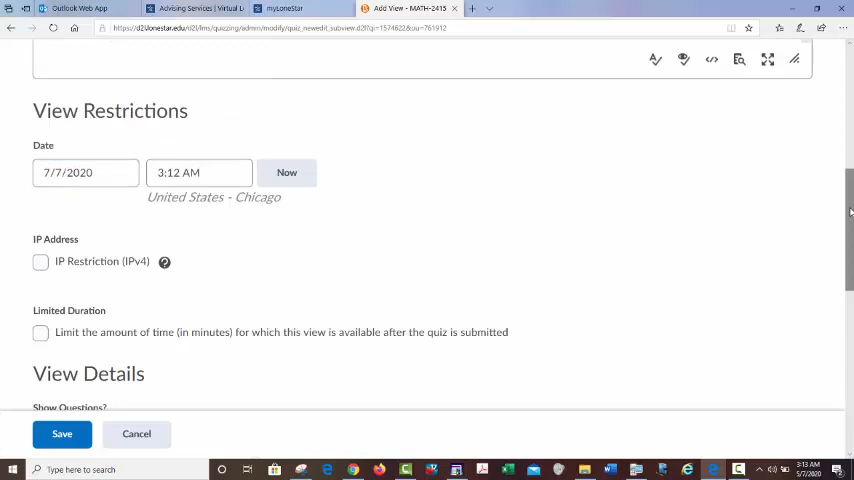 Outlook Web App
Advising Services | Virtual L
myLoneStar
Add View - MATH-2415
https://d2l.lonestar.edu/d2l/lms/quizzing/admin/modify/quiz_newedit_subview.d2l?qi=1574622&ou=761912
View Restrictions
Date
7/7/2020
3:12 AM
Now
United States - Chicago
IP Address
IP Restriction (IPv4)
Limited Duration
Limit the amount of time (in minutes) for which this view is available after the quiz is submitted
View Details
Show Questions?
Save
Cancel
Type here to search
3:13 AM
5/7/2020